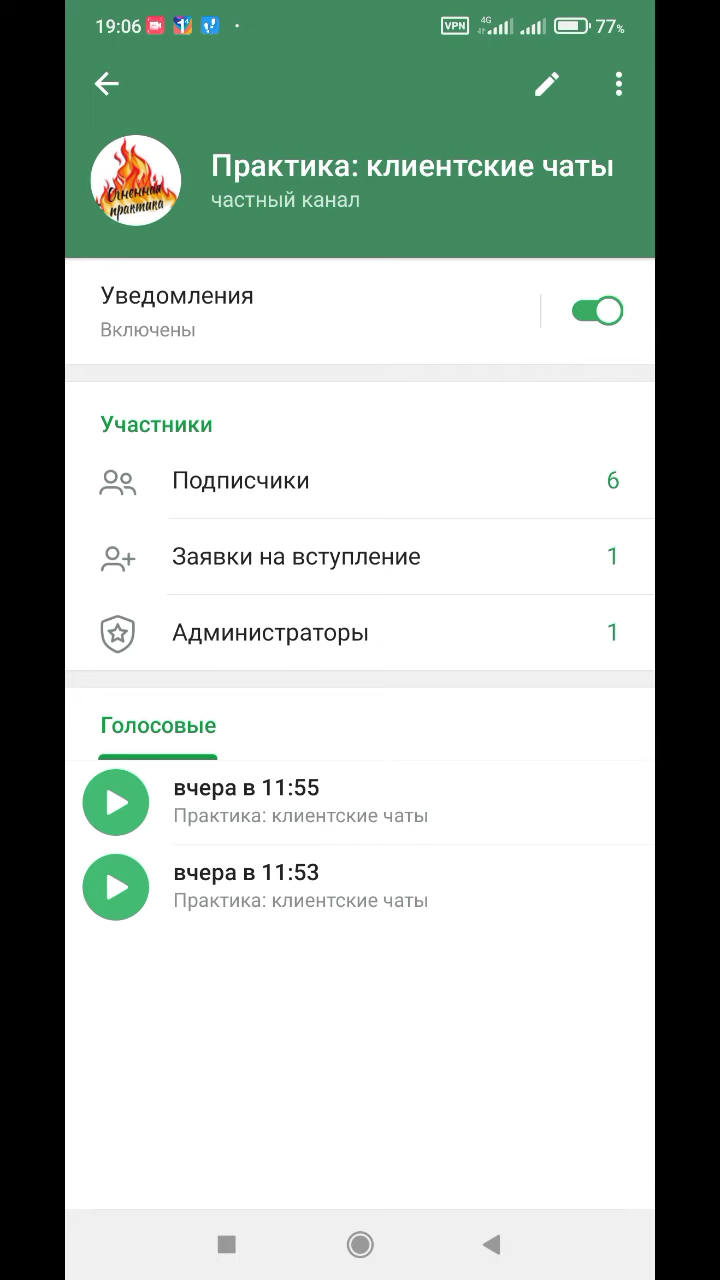 19:06
VPN
4G
77%
Огненная
практика
Практика: клиентские чаты
частный канал
Уведомления
Включены
Участники
Подписчики
6
Заявки на вступление
1
Администраторы
1
Голосовые
вчера в 11:55
Практика: клиентские чаты
вчера в 11:53
Практика: клиентские чаты